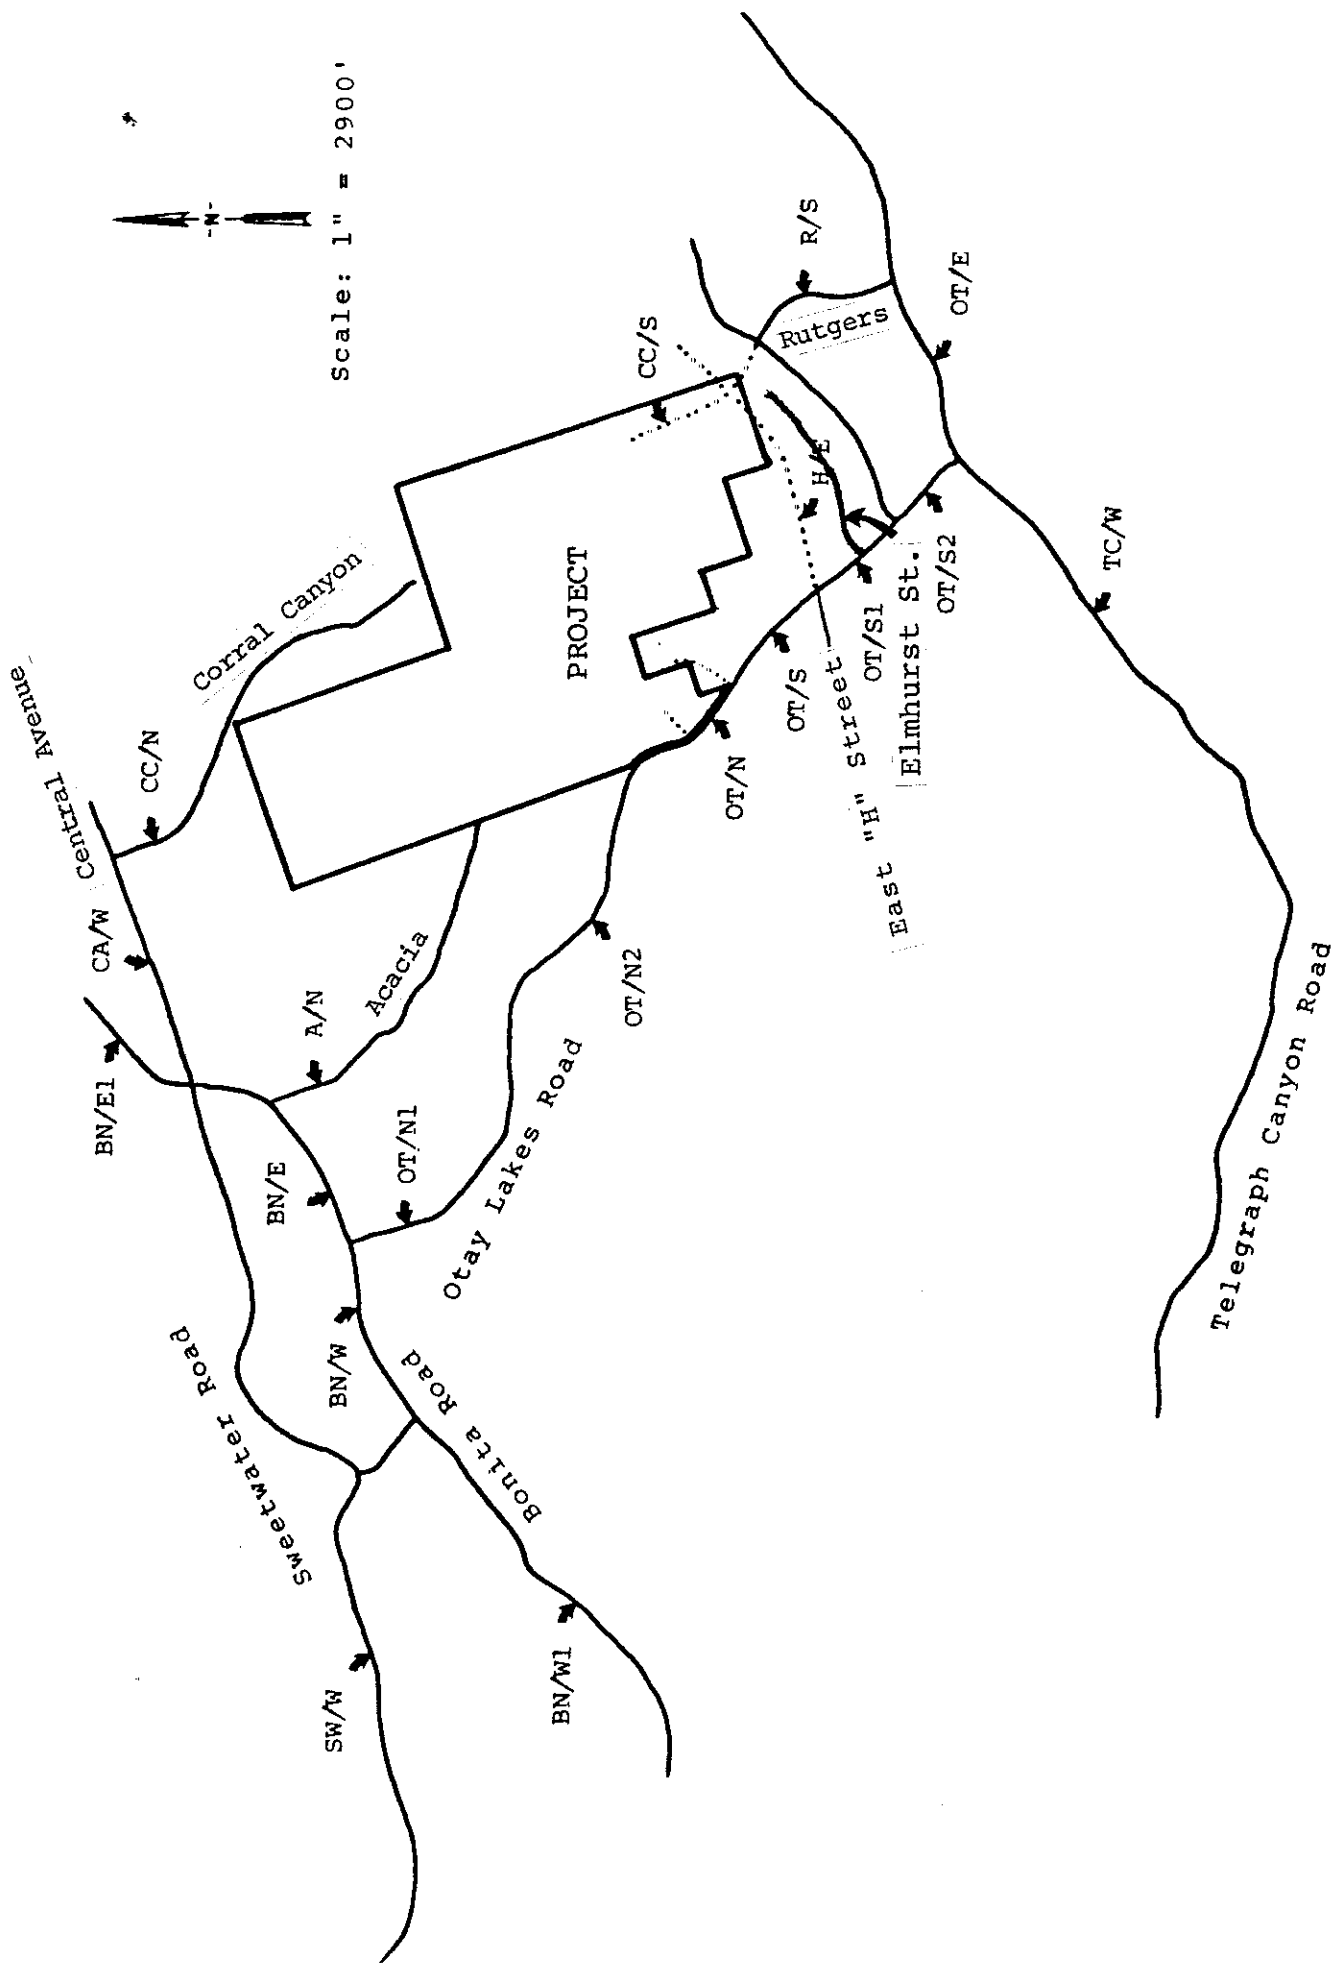 -N-
Scale: 1" = 2900'
Central Avenue
CC/N
CA/W
Corral Canyon
BN/E1
A/N
Acacia
PROJECT
CC/S
R/S
Rutgers
H/E
OT/E
BN/E
OT/N1
OT/N2
OT/N
OT/S
OT/S1
OT/S2
Elmhurst St.
East "H" Street
TC/W
Otay Lakes Road
BN/W
Sweetwater Road
Bonita Road
SW/W
BN/W1
Telegraph Canyon Road